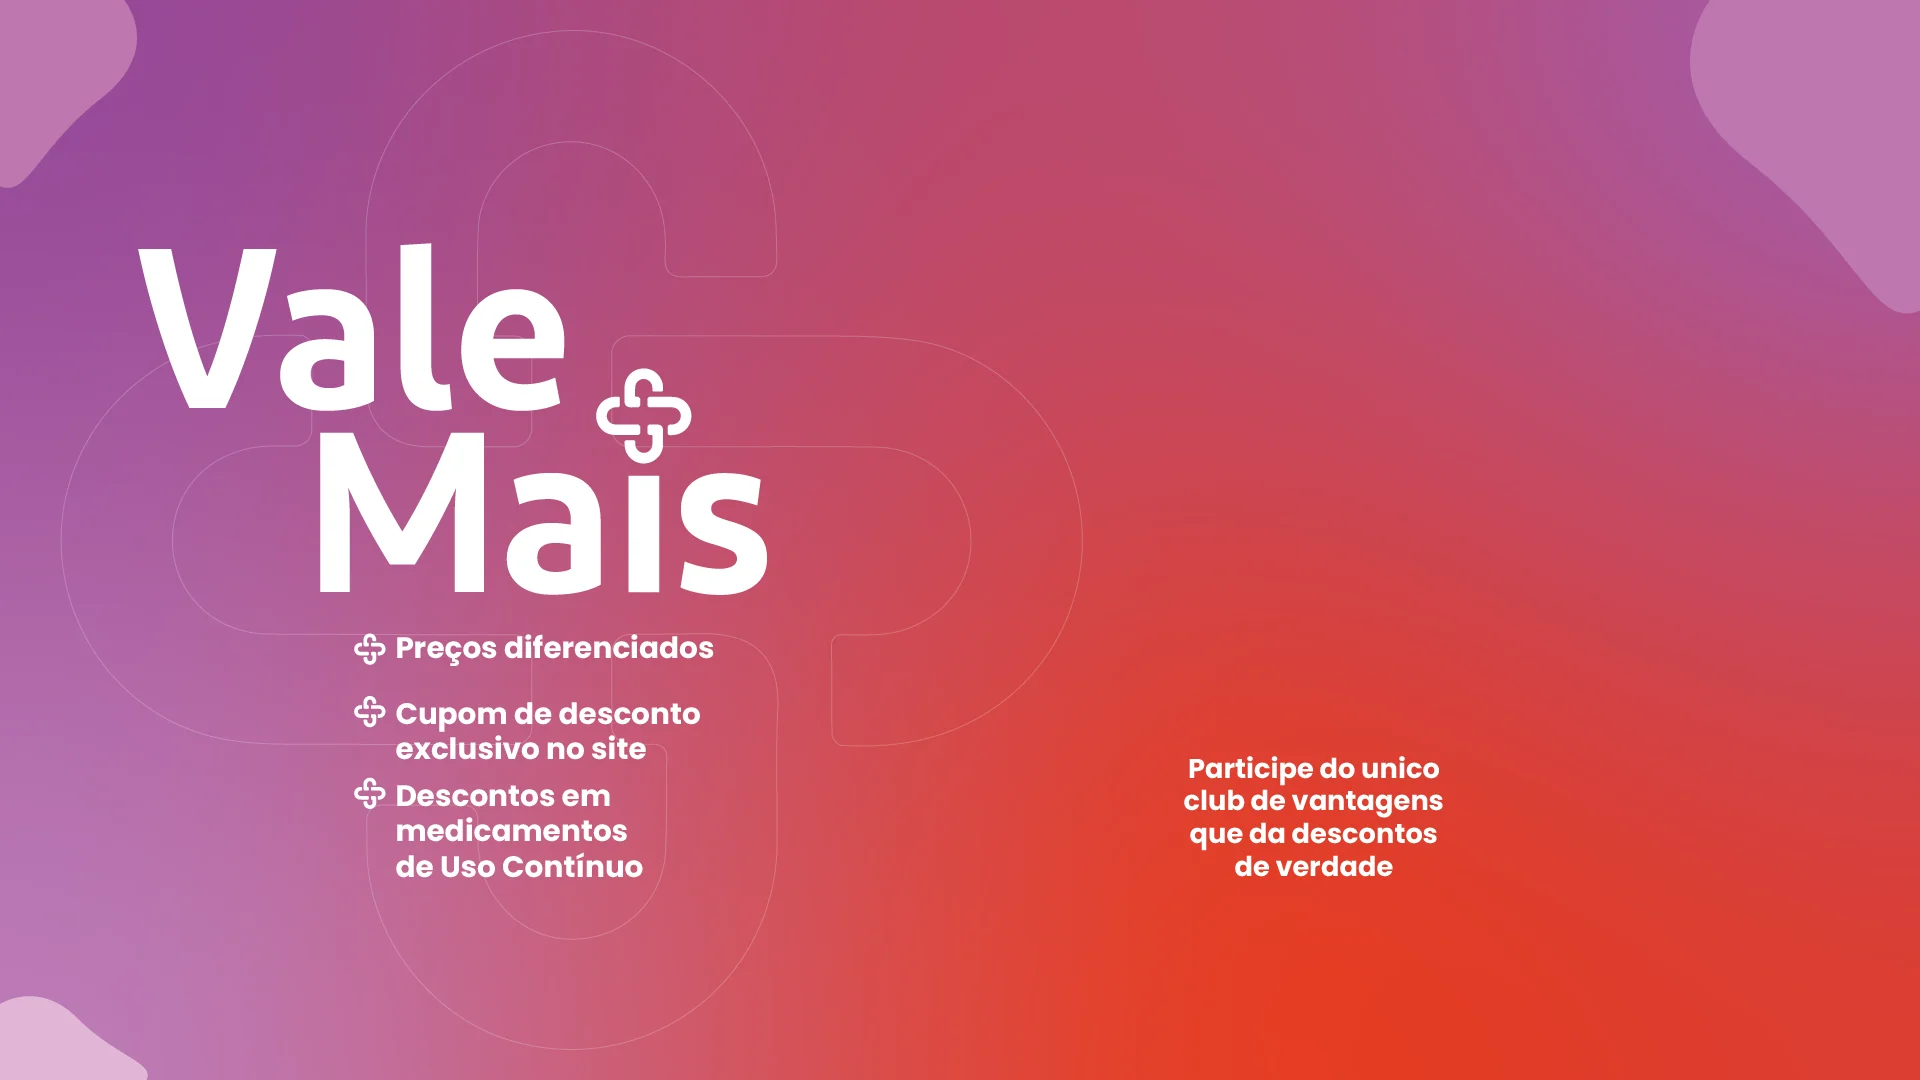 Vale
Mais
Preços diferenciados
Cupom de desconto
exclusivo no site
Descontos em
medicamentos
de Uso Contínuo
Participe do unico
club de vantagens
que da descontos
de verdade